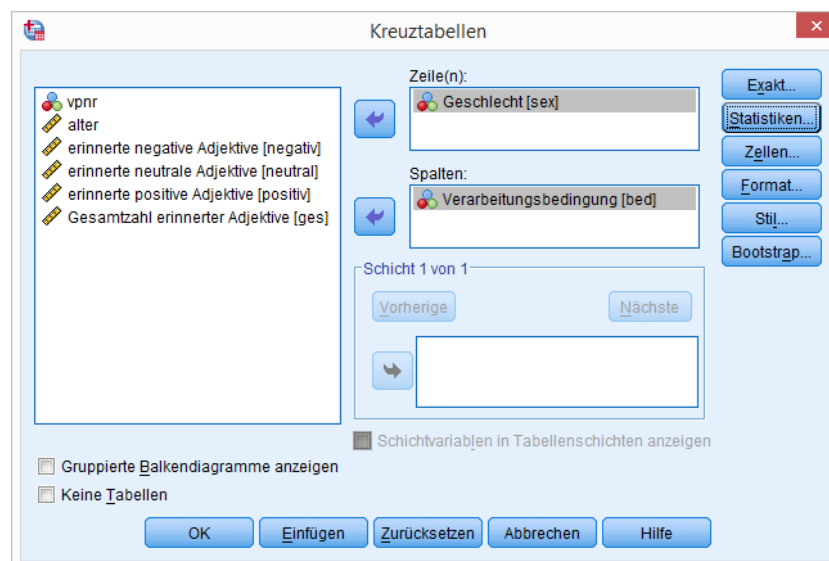 Kreuztabellen
vpnr
alter
erinnerte negative Adjektive [negativ]
erinnerte neutrale Adjektive [neutral]
erinnerte positive Adjektive [positiv]
Gesamtzahl erinnerter Adjektive [ges]
Zeile(n):
Geschlecht [sex]
Spalten:
Verarbeitungsbedingung [bed]
Schicht 1 von 1
Vorherige
Nächste
Schichtvariablen in Tabellenschichten anzeigen
Exakt...
Statistiken...
Zellen...
Format...
Stil...
Bootstrap...
Gruppierte Balkendiagramme anzeigen
Keine Tabellen
OK
Einfügen
Zurücksetzen
Abbrechen
Hilfe